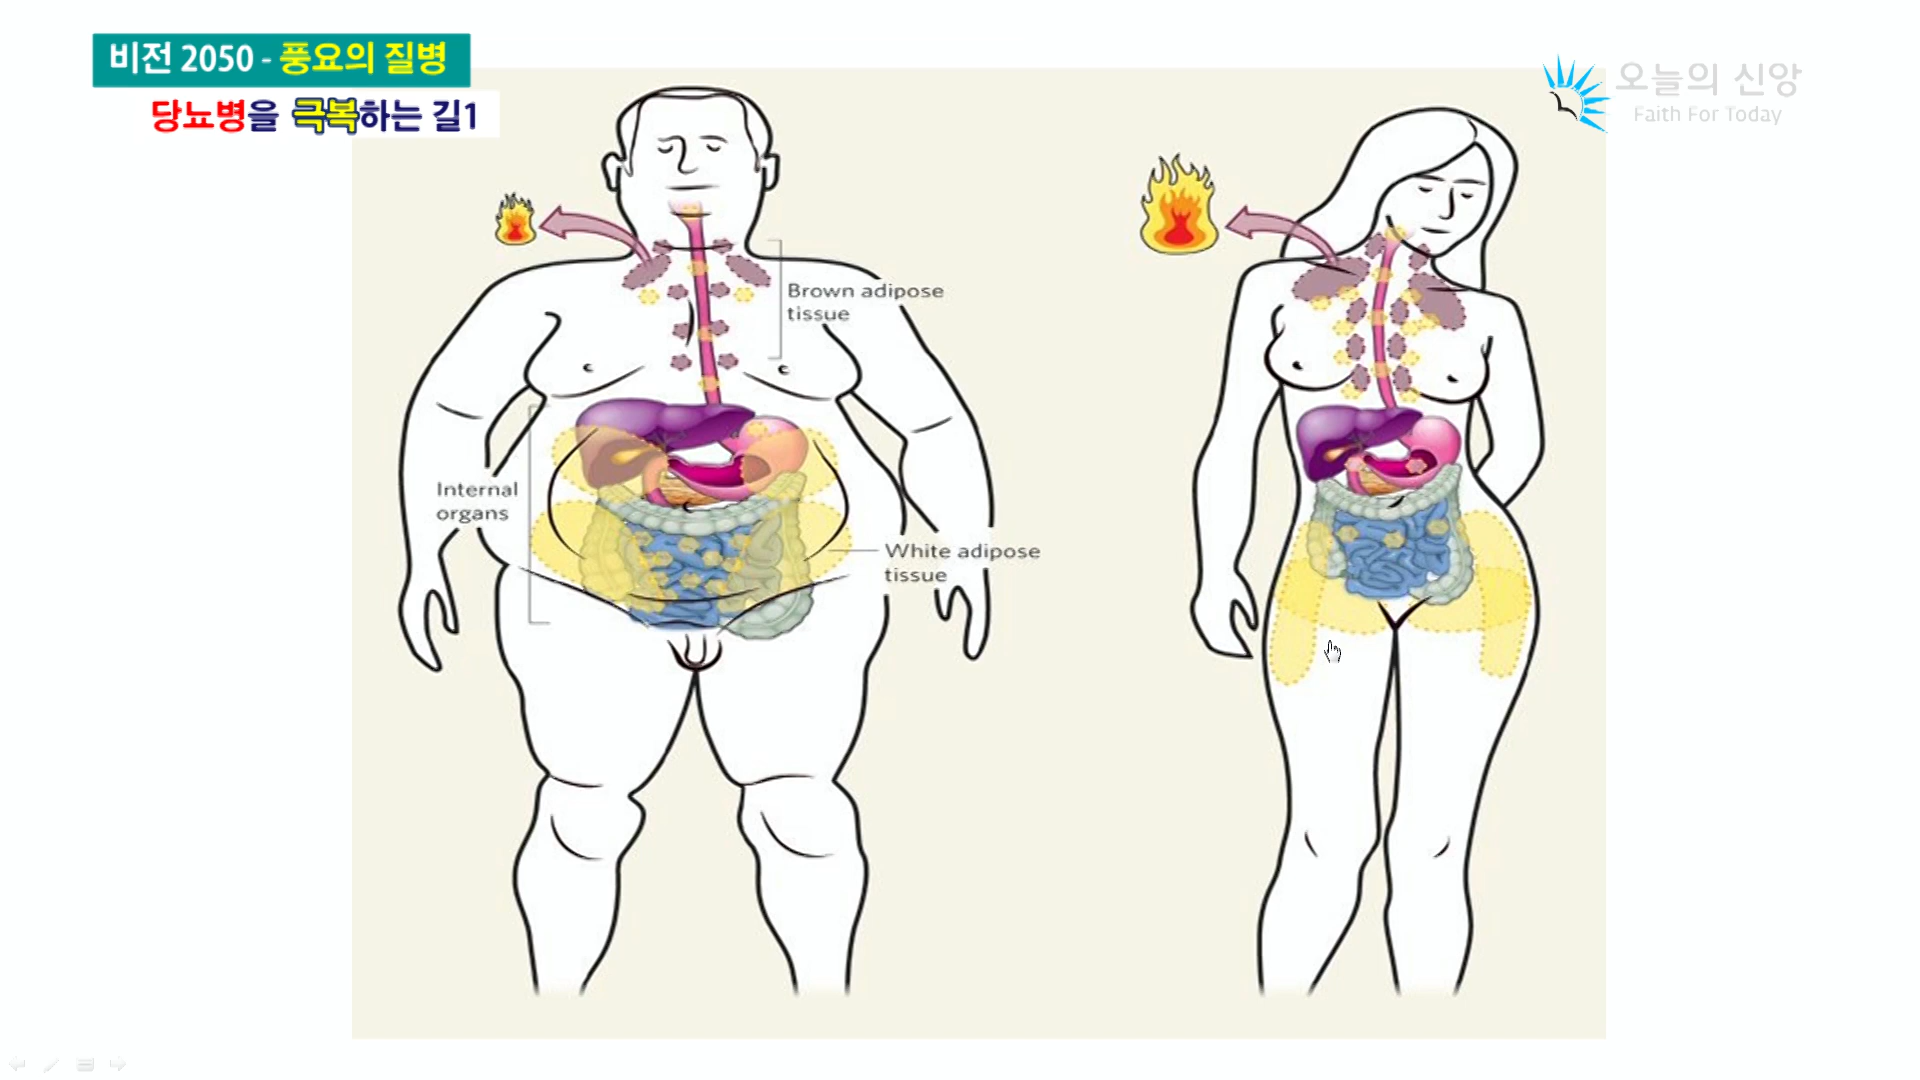 비전 2050 - 풍요의 질병
당뇨병을 극복하는 길1
오늘의 신앙
Faith For Today
Brown adipose
tissue
Internal
organs
White adipose
tissue